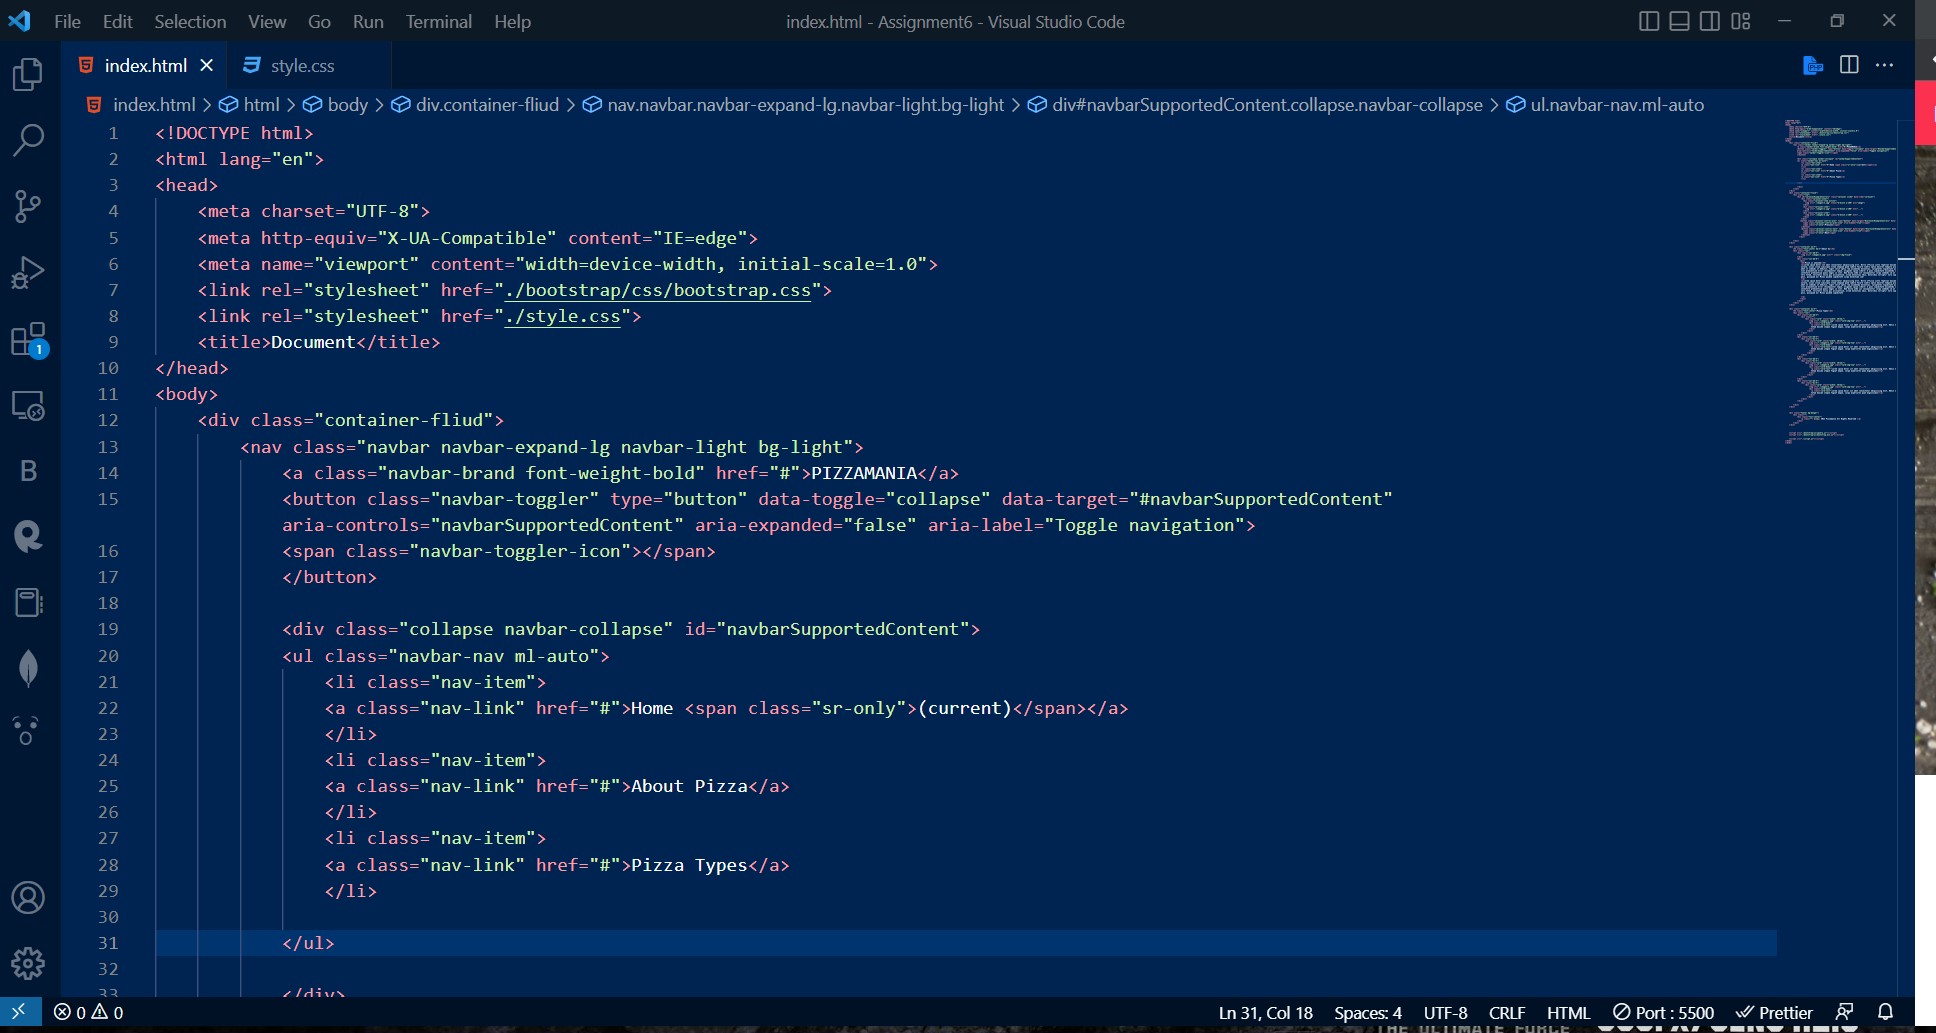 File Edit Selection View Go Run Terminal Help index.html - Assignment6 - Visual Studio Code
index.html style.css
index.html > html > body > div.container-fliud > nav.navbar.navbar-expand-lg.navbar-light.bg-light > div#navbarSupportedContent.collapse.navbar-collapse > ul.navbar-nav.ml-auto
1 <!DOCTYPE html>
2 <html lang="en">
3 <head>
4 <meta charset="UTF-8">
5 <meta http-equiv="X-UA-Compatible" content="IE=edge">
6 <meta name="viewport" content="width=device-width, initial-scale=1.0">
7 <link rel="stylesheet" href="./bootstrap/css/bootstrap.css">
8 <link rel="stylesheet" href="./style.css">
9 <title>Document</title>
10 </head>
11 <body>
12 <div class="container-fliud">
13 <nav class="navbar navbar-expand-lg navbar-light bg-light">
14 <a class="navbar-brand font-weight-bold" href="#">PIZZAMANIA</a>
15 <button class="navbar-toggler" type="button" data-toggle="collapse" data-target="#navbarSupportedContent"
aria-controls="navbarSupportedContent" aria-expanded="false" aria-label="Toggle navigation">
16 <span class="navbar-toggler-icon"></span>
17 </button>
18
19 <div class="collapse navbar-collapse" id="navbarSupportedContent">
20 <ul class="navbar-nav ml-auto">
21 <li class="nav-item">
22 <a class="nav-link" href="#">Home <span class="sr-only">(current)</span></a>
23 </li>
24 <li class="nav-item">
25 <a class="nav-link" href="#">About Pizza</a>
26 </li>
27 <li class="nav-item">
28 <a class="nav-link" href="#">Pizza Types</a>
29 </li>
30
31 </ul>
32
33 </div>
1
B
0 0 Ln 31, Col 18 Spaces: 4 UTF-8 CRLF HTML Port : 5500 Prettier
THE ULTIMATE FORCE